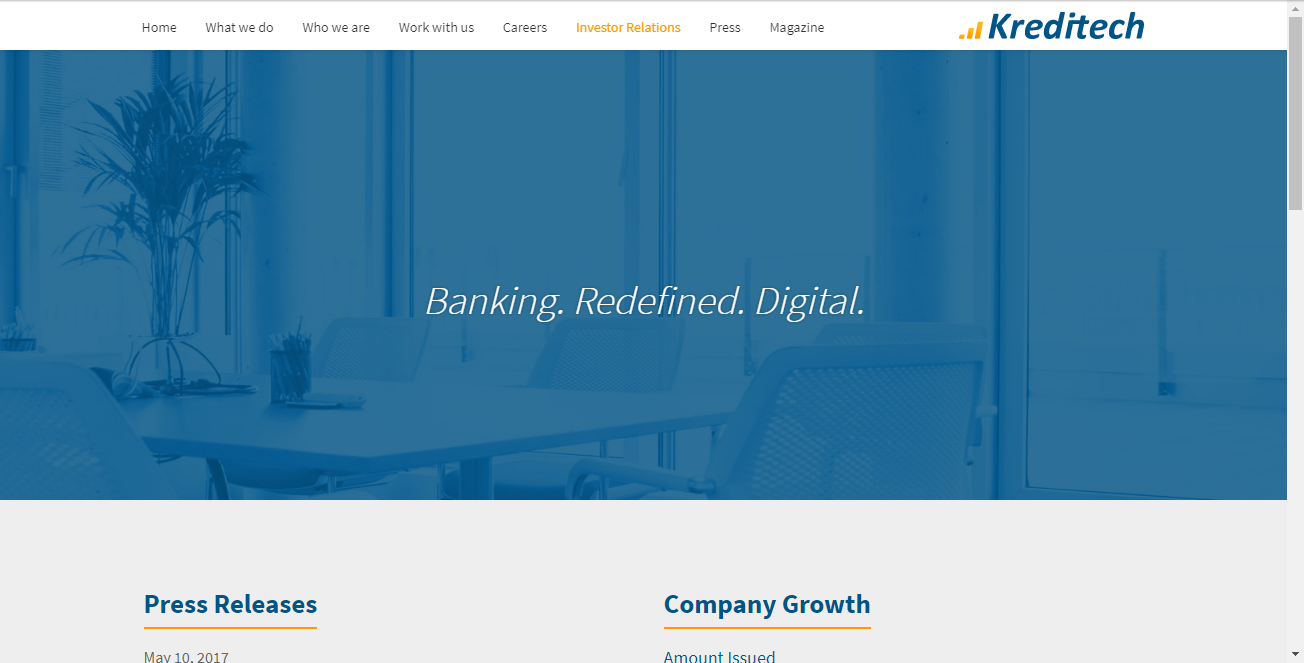 Home What we do Who we are Work with us Careers Investor Relations Press Magazine Kreditech
Banking. Redefined. Digital.
Press Releases Company Growth
May 10, 2017 Amount Issued